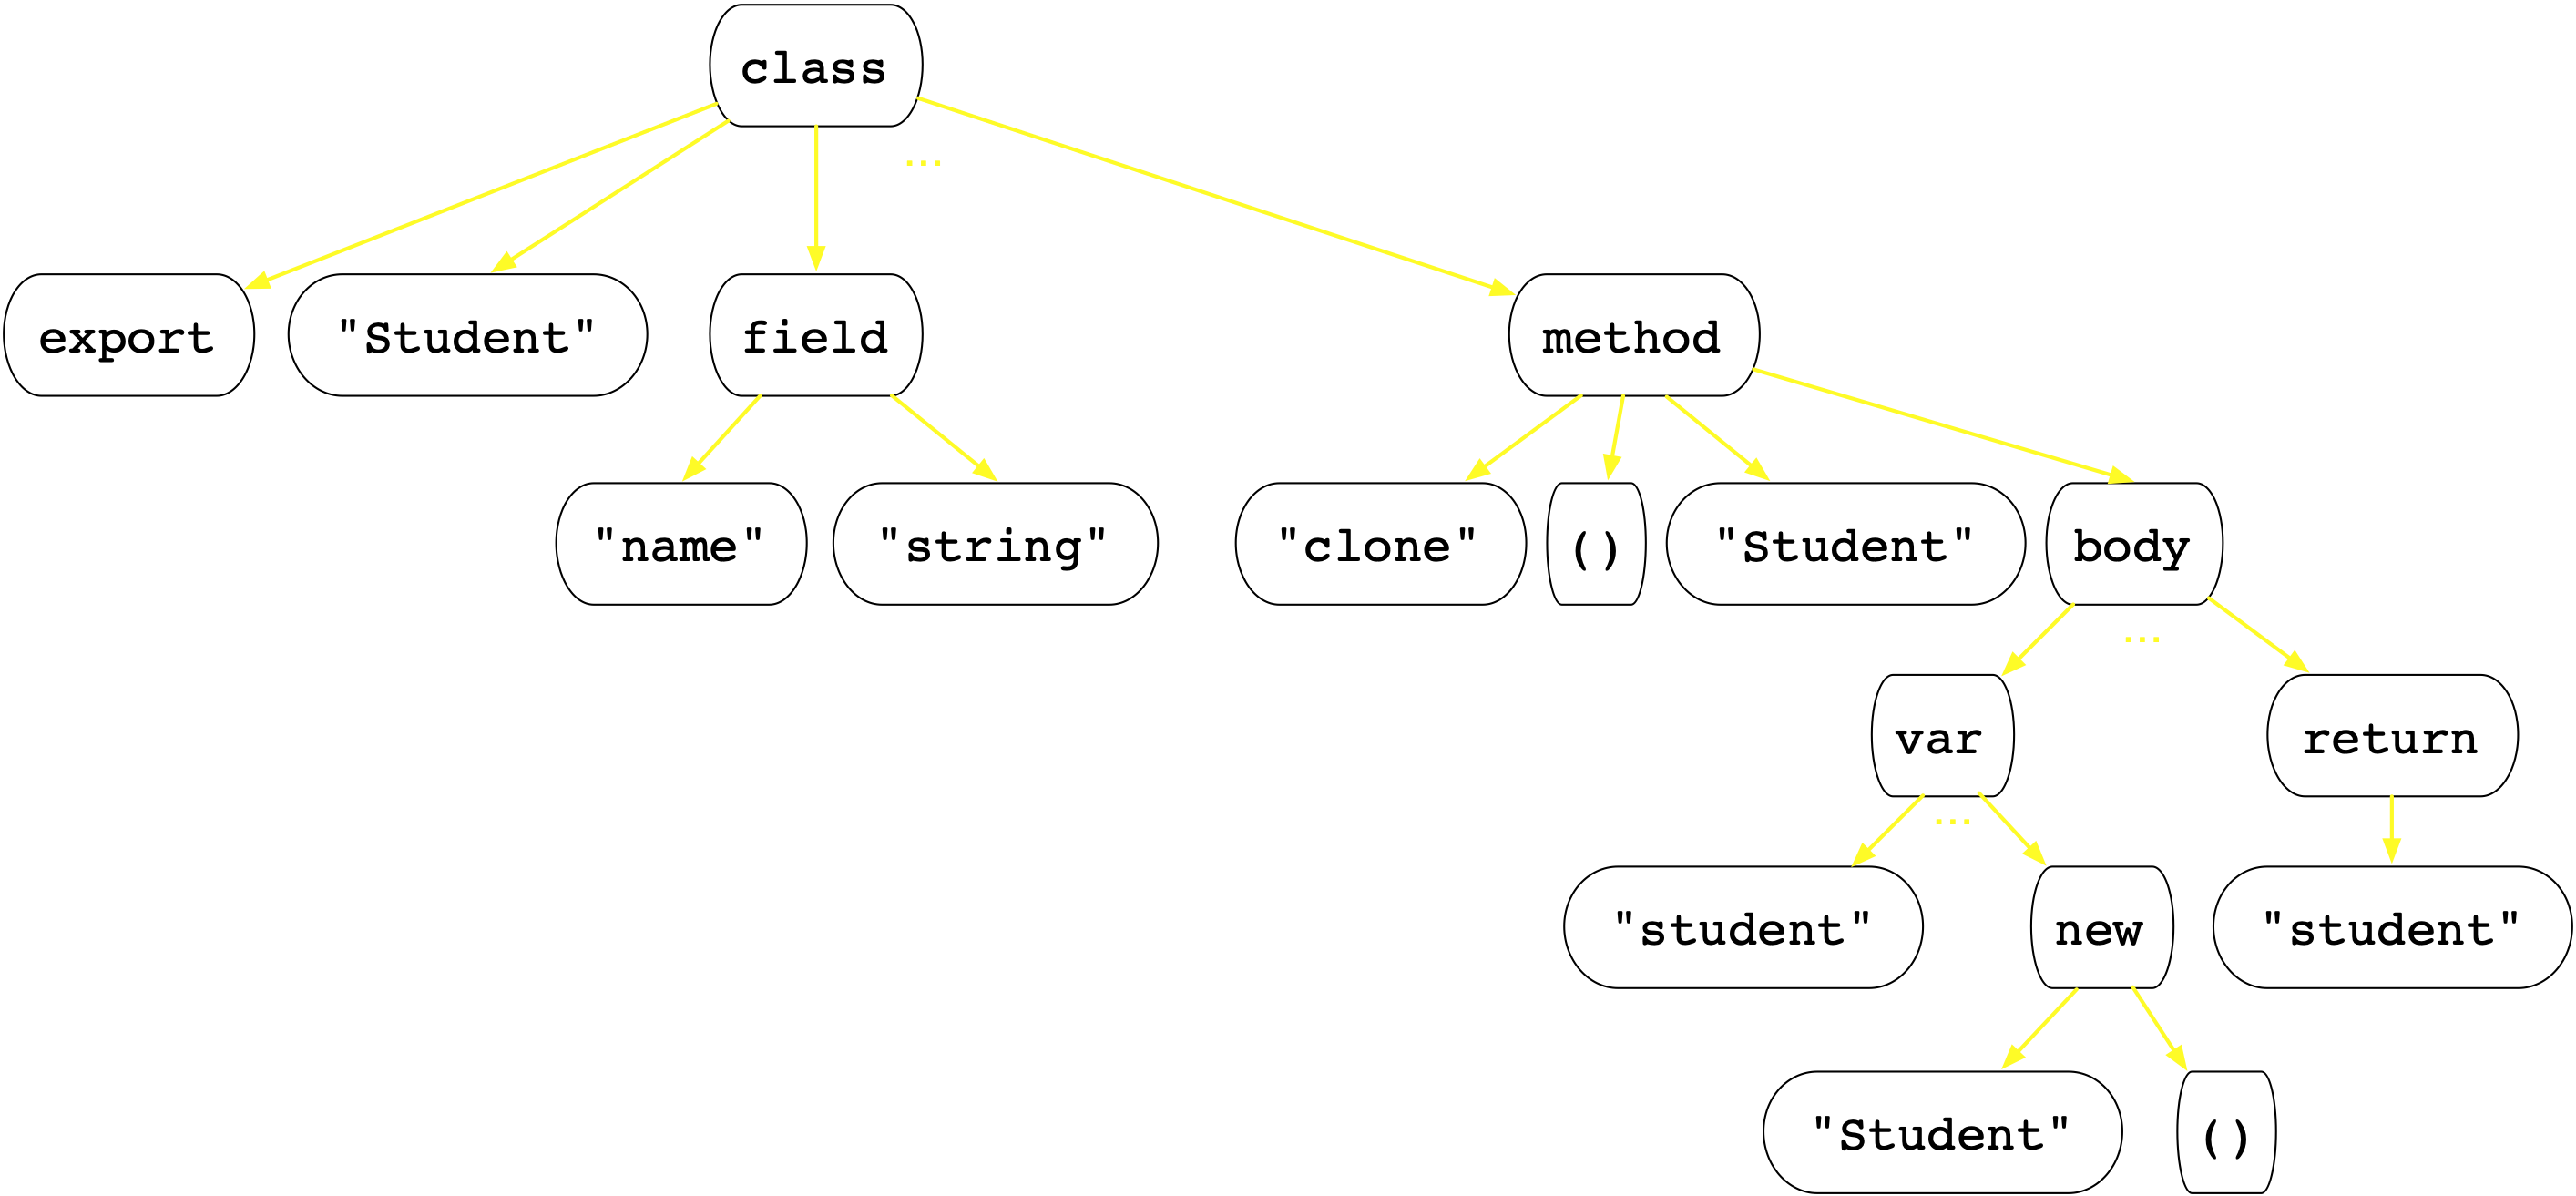 class
...
export
"Student"
field
method
"name"
"string"
"clone"
()
"Student"
body
...
var
return
...
"student"
new
"student"
"Student"
()